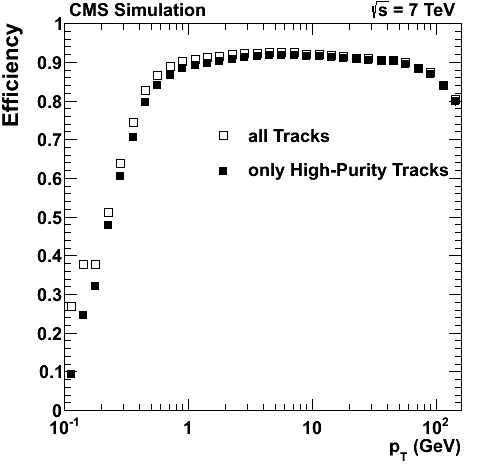 CMS Simulation √s = 7 TeV
Efficiency
1
0.9
0.8
0.7
0.6
0.5
0.4
0.3
0.2
0.1
0
all Tracks
only High-Purity Tracks
10⁻¹ 1 10 10²
p_T (GeV)